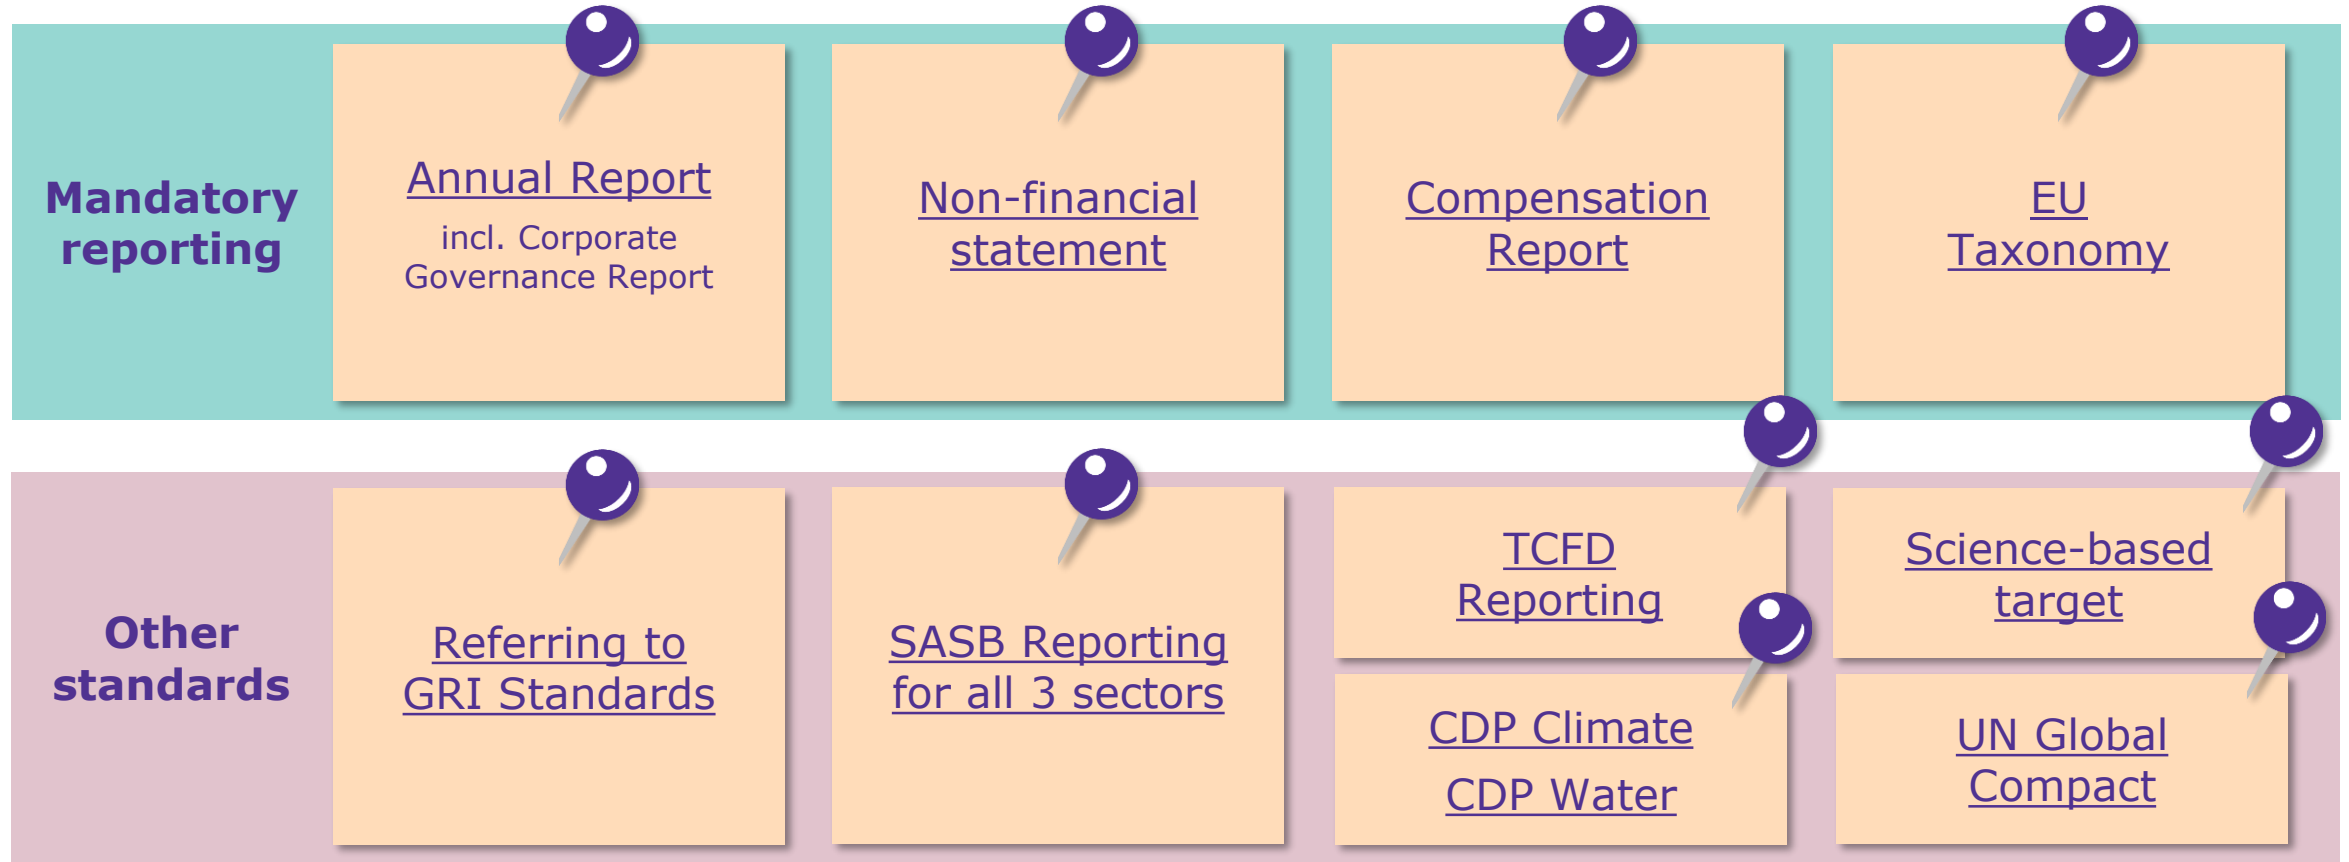 Mandatory
reporting
Annual Report
incl. Corporate
Governance Report
Non-financial
statement
Compensation
Report
EU
Taxonomy
Other
standards
Referring to
GRI Standards
SASB Reporting
for all 3 sectors
TCFD
Reporting
Science-based
target
CDP Climate
CDP Water
UN Global
Compact